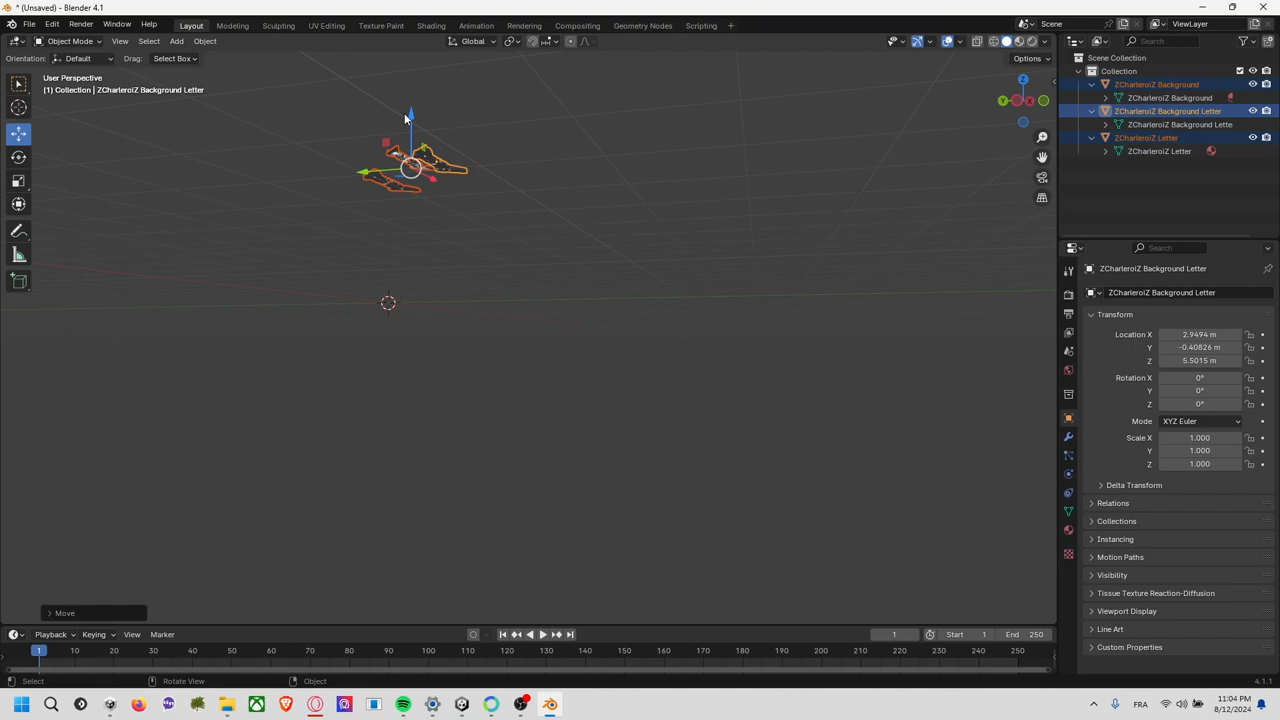 * (Unsaved) - Blender 4.1
File Edit Render Window Help Layout Modeling Sculpting UV Editing Texture Paint Shading Animation Rendering Compositing Geometry Nodes Scripting + Scene ViewLayer
Object Mode View Select Add Object Global Search
Orientation: Default Drag: Select Box Options Scene Collection
User Perspective
(1) Collection | ZCharleroiZ Background Letter
Collection
ZCharleroiZ Background
ZCharleroiZ Background
ZCharleroiZ Background Letter
ZCharleroiZ Background Lette
ZCharleroiZ Letter
ZCharleroiZ Letter
Z
Y
X
Search
ZCharleroiZ Background Letter
ZCharleroiZ Background Letter
Transform
Location X 2.9494 m
Y -0.40826 m
Z 5.5015 m
Rotation X 0°
Y 0°
Z 0°
Mode XYZ Euler
Scale X 1.000
Y 1.000
Z 1.000
Delta Transform
Relations
Collections
Instancing
Motion Paths
Visibility
Tissue Texture Reaction-Diffusion
Viewport Display
Line Art
Custom Properties
Move
Playback Keying View Marker 1 Start 1 End 250
1 10 20 30 40 50 60 70 80 90 100 110 120 130 140 150 160 170 180 190 200 210 220 230 240 250
Select Rotate View Object 4.1.1
FRA 11:04 PM
8/12/2024